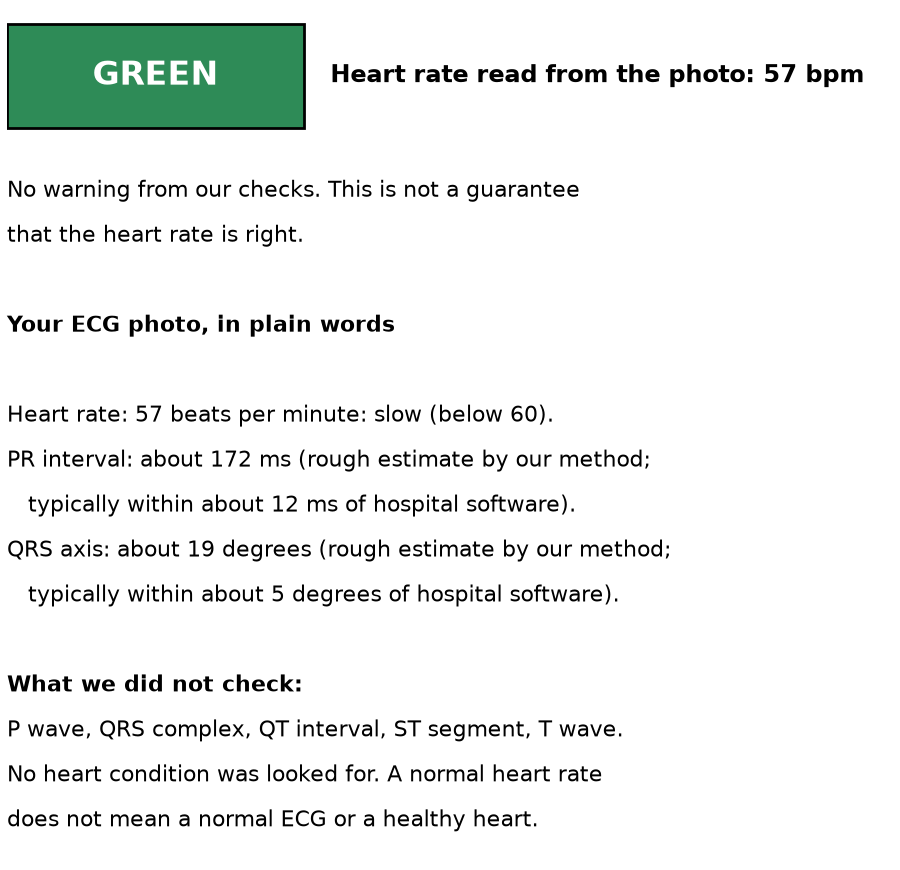 GREEN
Heart rate read from the photo: 57 bpm
No warning from our checks. This is not a guarantee
that the heart rate is right.
Your ECG photo, in plain words
Heart rate: 57 beats per minute: slow (below 60).
PR interval: about 172 ms (rough estimate by our method;
typically within about 12 ms of hospital software).
QRS axis: about 19 degrees (rough estimate by our method;
typically within about 5 degrees of hospital software).
What we did not check:
P wave, QRS complex, QT interval, ST segment, T wave.
No heart condition was looked for. A normal heart rate
does not mean a normal ECG or a healthy heart.